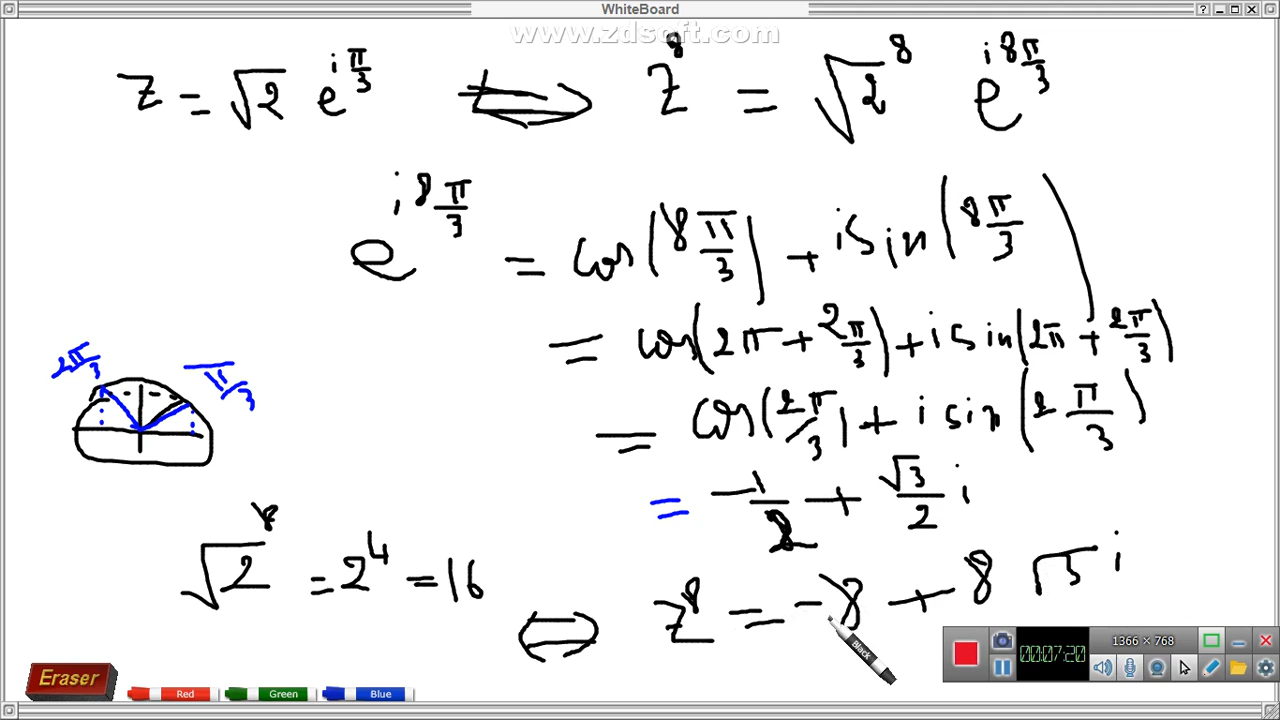 WhiteBoard
www.zdsoft.com
z = √2 e^{iπ/3} ⟺ z^8 = √2^8 e^{i8π/3}
e^{i8π/3} = cos(8π/3) + isin(8π/3)
= cos(2π + 2π/3) + i sin(2π + 2π/3)
2π/3 π/3
= cos(2π/3) + i sin(2π/3)
= -1/2 + √3/2 i
√2^8 = 2^4 = 16
⟺ z^8 = -8 + 8√3 i
Black
1366 × 768
00:07:20
Eraser
Red Green Blue